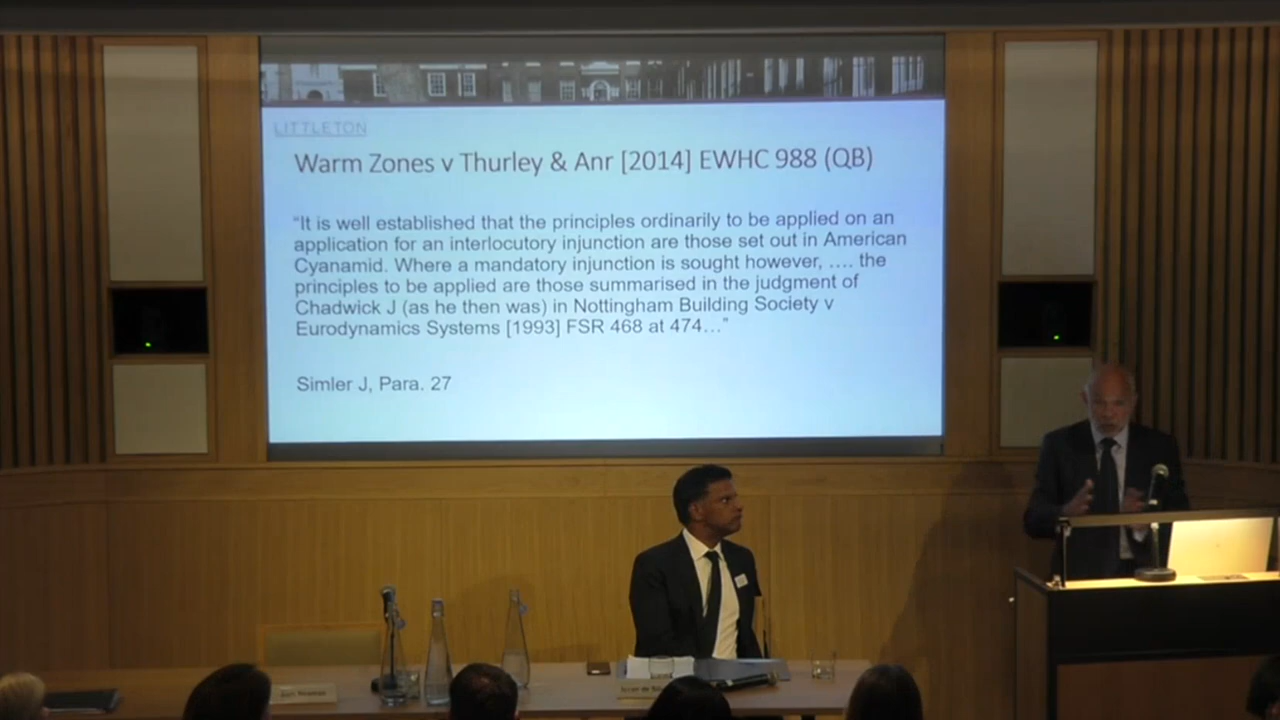 LITTLETON
Warm Zones v Thurley & Anr [2014] EWHC 988 (QB)
“It is well established that the principles ordinarily to be applied on an
application for an interlocutory injunction are those set out in American
Cyanamid. Where a mandatory injunction is sought however, …. the
principles to be applied are those summarised in the judgment of
Chadwick J (as he then was) in Nottingham Building Society v
Eurodynamics Systems [1993] FSR 468 at 474…”
Simler J, Para. 27